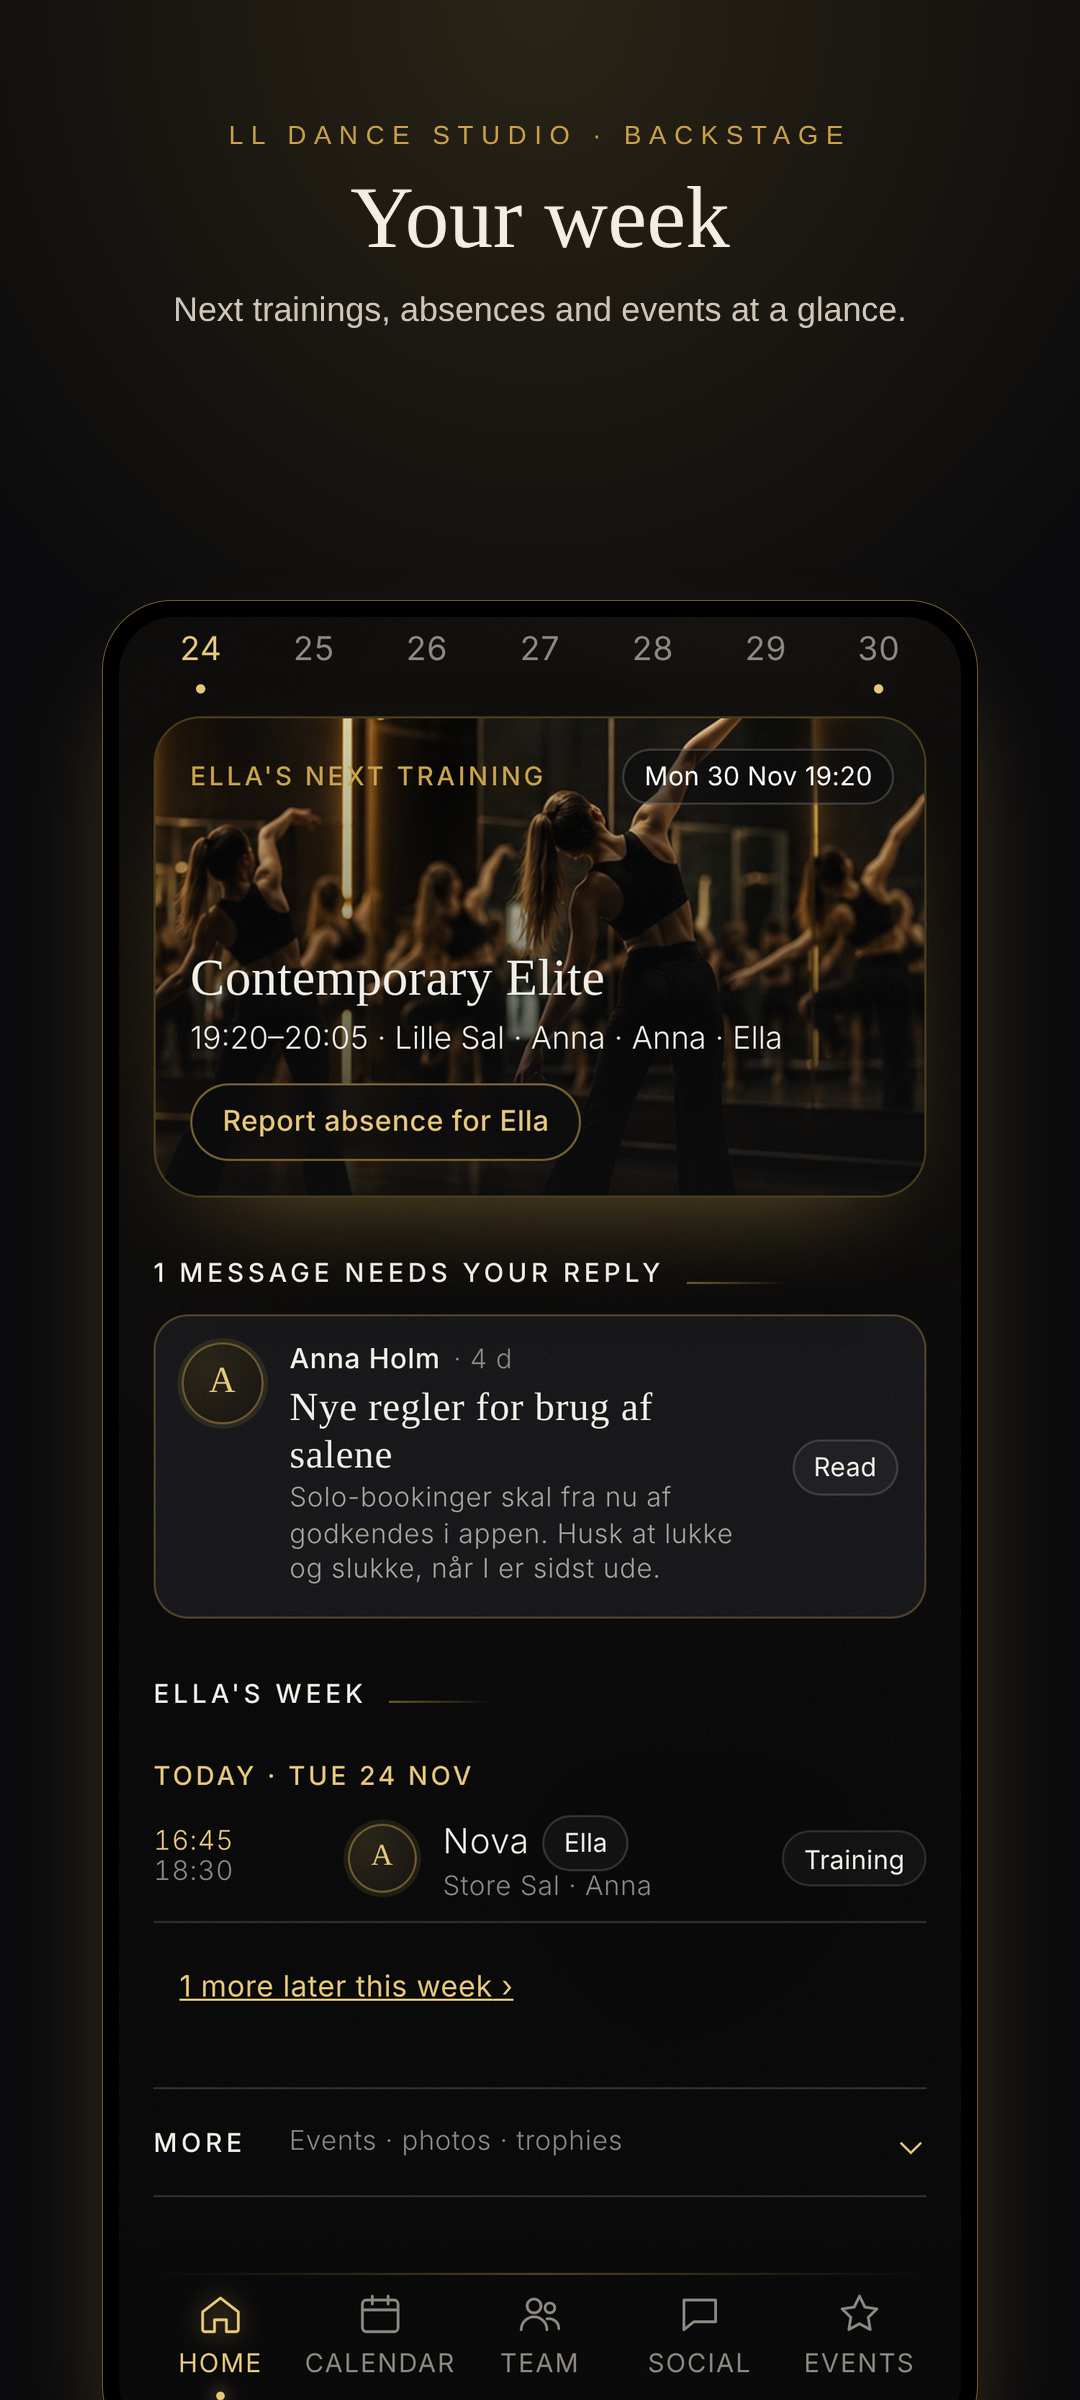 LL DANCE STUDIO · BACKSTAGE
Your week
Next trainings, absences and events at a glance.
24 25 26 27 28 29 30
ELLA'S NEXT TRAINING
Mon 30 Nov 19:20
Contemporary Elite
19:20–20:05 · Lille Sal · Anna · Anna · Ella
Report absence for Ella
1 MESSAGE NEEDS YOUR REPLY
A
Anna Holm · 4 d
Nye regler for brug af
salene
Solo-bookinger skal fra nu af
godkendes i appen. Husk at lukke
og slukke, når I er sidst ude.
Read
ELLA'S WEEK
TODAY · TUE 24 NOV
16:45
18:30
A
Nova
Ella
Store Sal · Anna
Training
1 more later this week ›
MORE
Events · photos · trophies
HOME CALENDAR TEAM SOCIAL EVENTS